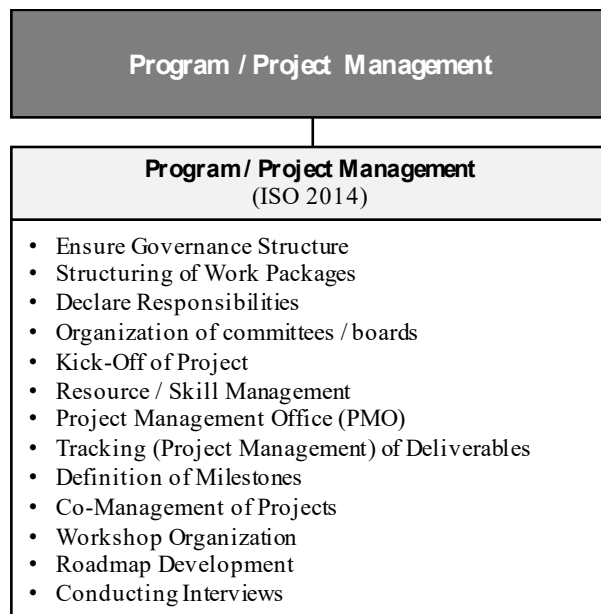 Program / Project Management
Program / Project Management
(ISO 2014)
• Ensure Governance Structure
• Structuring of Work Packages
• Declare Responsibilities
• Organization of committees / boards
• Kick-Off of Project
• Resource / Skill Management
• Project Management Office (PMO)
• Tracking (Project Management) of Deliverables
• Definition of Milestones
• Co-Management of Projects
• Workshop Organization
• Roadmap Development
• Conducting Interviews